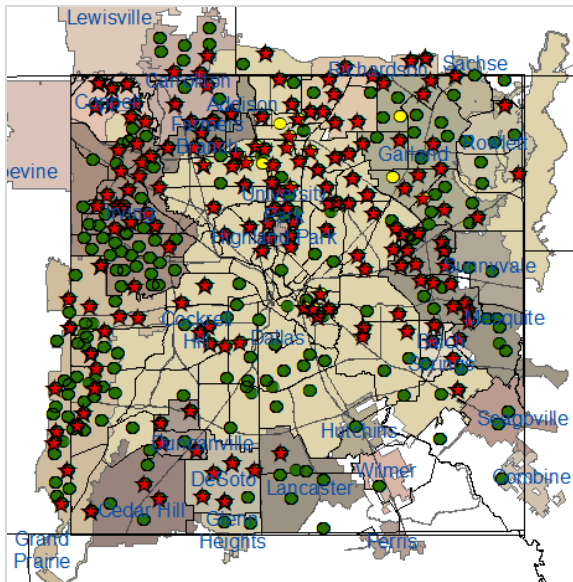 Lewisville
Carrollton
Richardson
Sachse
Coppell
Addison
Farmers
Branch
Garland
Rowlett
pevine
University
Park
Irving
Highland Park
Sunnyvale
Mesquite
Cockrell
Hill
Dallas
Balch
Springs
Seagoville
Hutchins
Duncanville
DeSoto
Lancaster
Wilmer
Combine
Cedar Hill
Glenn
Heights
Ferris
Grand
Prairie